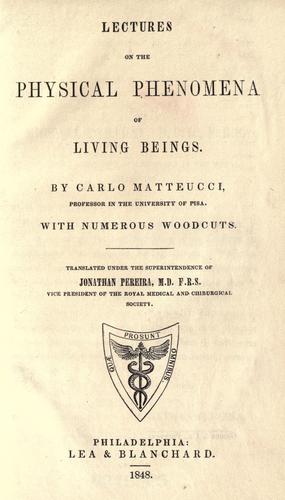 LECTURES
ON THE
PHYSICAL PHENOMENA
OF
LIVING BEINGS.
BY CARLO MATTEUCCI,
PROFESSOR IN THE UNIVERSITY OF PISA.
WITH NUMEROUS WOODCUTS.
TRANSLATED UNDER THE SUPERINTENDENCE OF
JONATHAN PEREIRA, M.D. F.R.S.
VICE PRESIDENT OF THE ROYAL MEDICAL AND CHIRURGICAL
SOCIETY.
QUÆ PROSUNT OMNIBUS
PHILADELPHIA:
LEA & BLANCHARD.
1848.